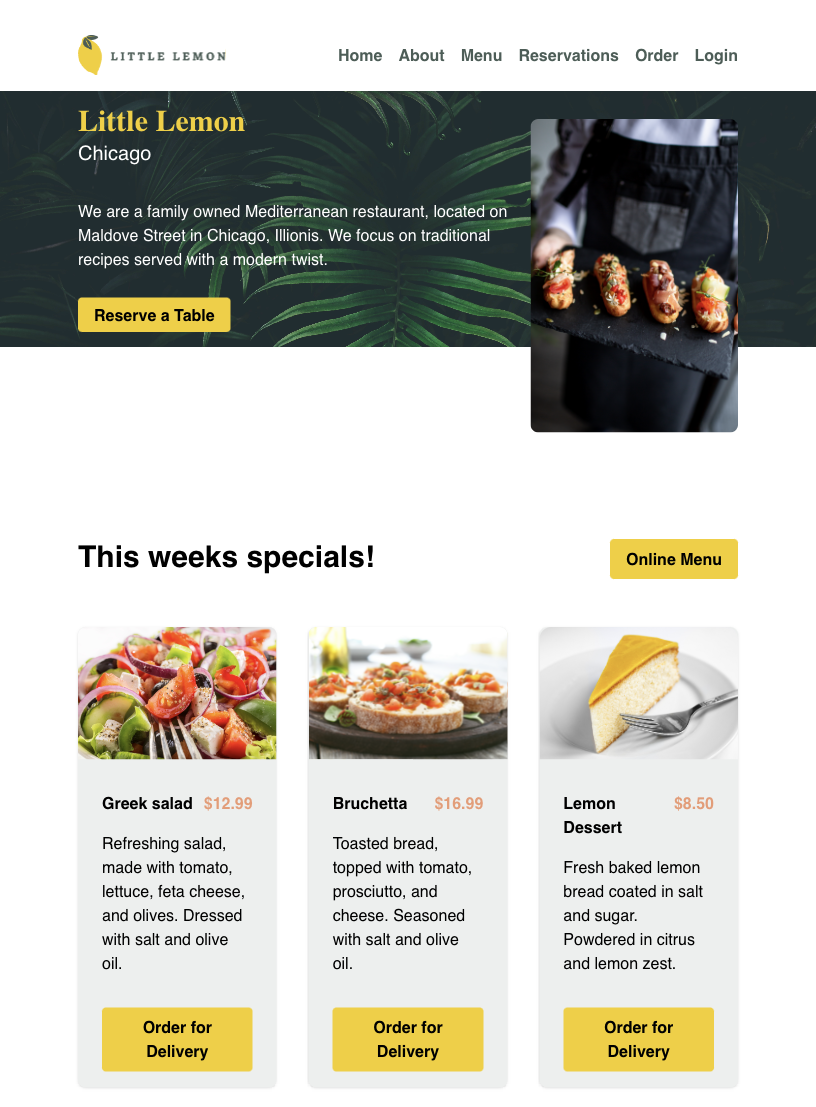 LITTLE LEMON
Home About Menu Reservations Order Login
Little Lemon
Chicago
We are a family owned Mediterranean restaurant, located on
Maldove Street in Chicago, Illionis. We focus on traditional
recipes served with a modern twist.
Reserve a Table
This weeks specials!
Online Menu
Greek salad $12.99
Refreshing salad,
made with tomato,
lettuce, feta cheese,
and olives. Dressed
with salt and olive
oil.
Order for
Delivery
Bruchetta $16.99
Toasted bread,
topped with tomato,
prosciutto, and
cheese. Seasoned
with salt and olive
oil.
Order for
Delivery
Lemon $8.50
Dessert
Fresh baked lemon
bread coated in salt
and sugar.
Powdered in citrus
and lemon zest.
Order for
Delivery